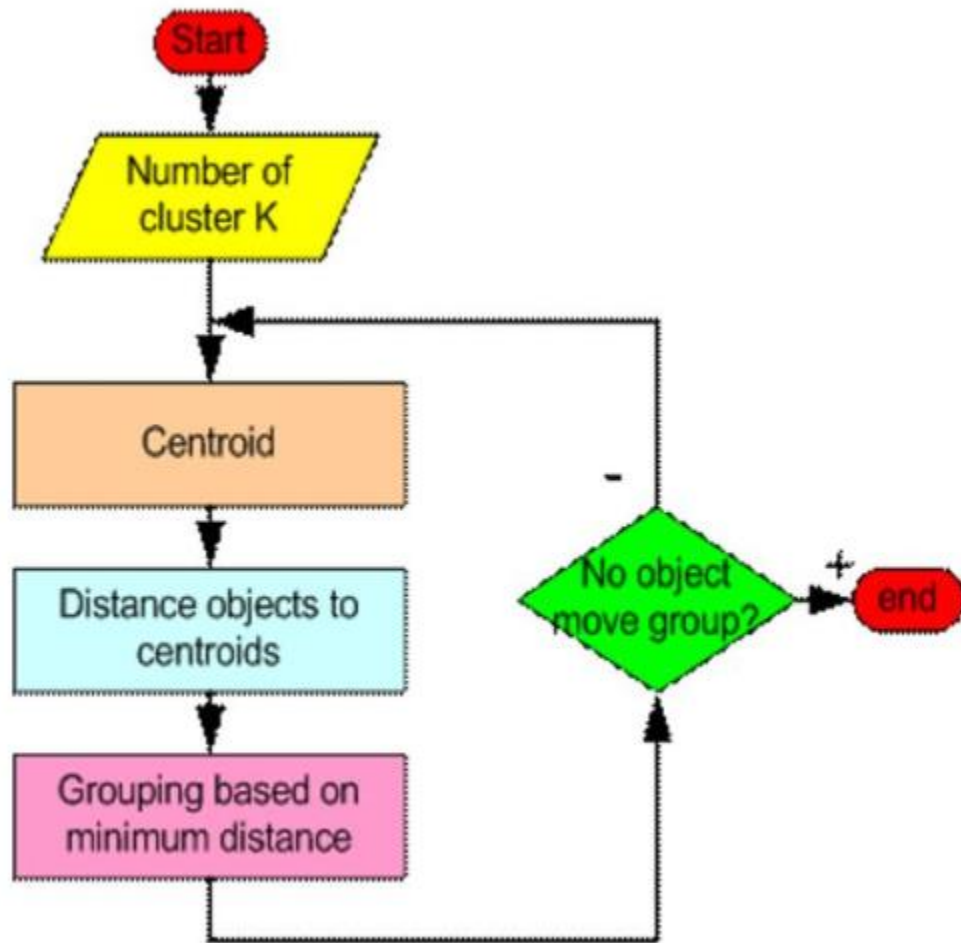 Start
Number of
cluster K
Centroid
Distance objects to
centroids
Grouping based on
minimum distance
-
No object
move group?
+
end